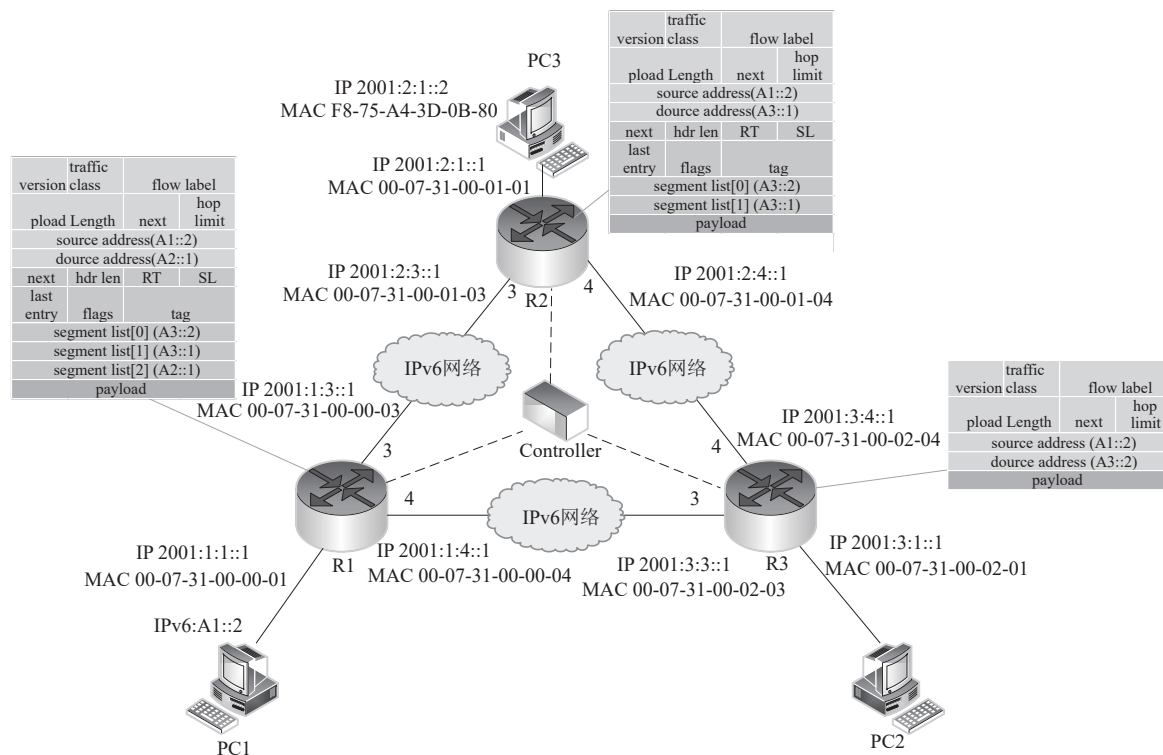 PC3
IP 2001:2:1::2
MAC F8-75-A4-3D-0B-80
IP 2001:2:1::1
MAC 00-07-31-00-01-01
version traffic class flow label
pload Length next hop limit
source address(A1::2)
dource address(A3::1)
next hdr len RT SL
last entry flags tag
segment list[0] (A3::2)
segment list[1] (A3::1)
payload
version traffic class flow label
pload Length next hop limit
source address(A1::2)
dource address(A2::1)
next hdr len RT SL
last entry flags tag
segment list[0] (A3::2)
segment list[1] (A3::1)
segment list[2] (A2::1)
payload
IP 2001:2:3::1
MAC 00-07-31-00-01-03
3
R2
4
IP 2001:2:4::1
MAC 00-07-31-00-01-04
IPv6网络
IPv6网络
IP 2001:1:3::1
MAC 00-07-31-00-00-03
3
Controller
IP 2001:3:4::1
MAC 00-07-31-00-02-04
4
version traffic class flow label
pload Length next hop limit
source address (A1::2)
dource address (A3::2)
payload
4
IPv6网络
3
R1
R3
IP 2001:1:1::1
MAC 00-07-31-00-00-01
IP 2001:1:4::1
MAC 00-07-31-00-00-04
IP 2001:3:3::1
MAC 00-07-31-00-02-03
IP 2001:3:1::1
MAC 00-07-31-00-02-01
IPv6:A1::2
PC1
PC2